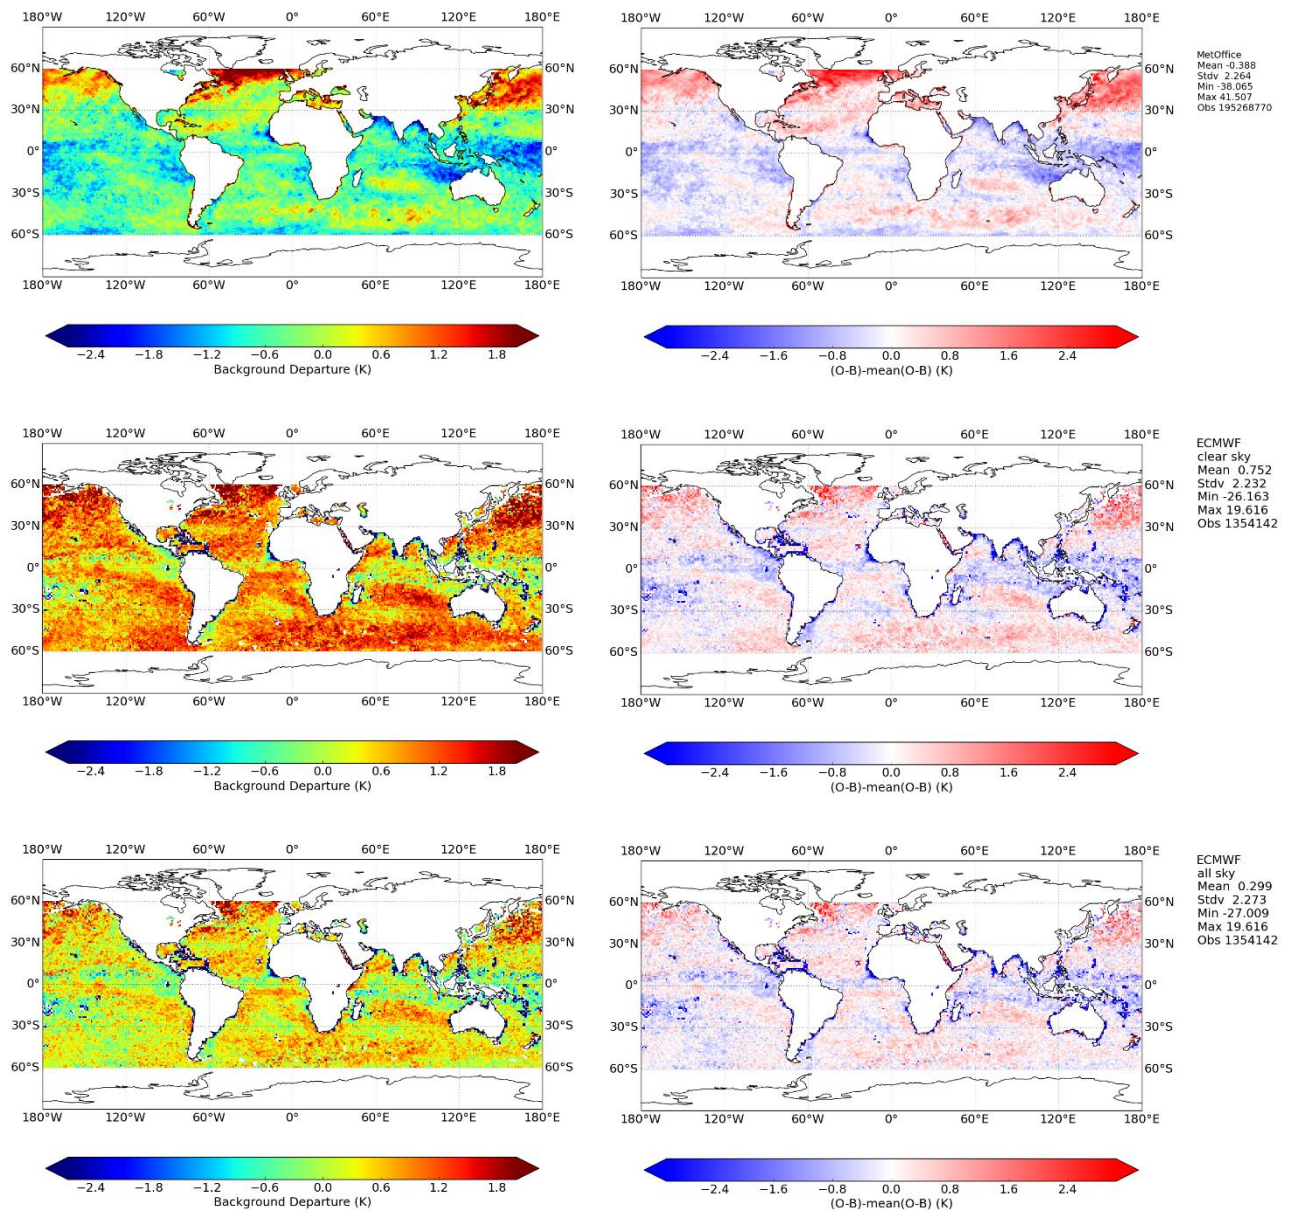 180°W 120°W 60°W 0° 60°E 120°E 180°E
60°N 60°N
30°N 30°N
0° 0°
30°S 30°S
60°S 60°S
180°W 120°W 60°W 0° 60°E 120°E 180°E
−2.4 −1.8 −1.2 −0.6 0.0 0.6 1.2 1.8
Background Departure (K)
180°W 120°W 60°W 0° 60°E 120°E 180°E
60°N 60°N
30°N 30°N
0° 0°
30°S 30°S
60°S 60°S
180°W 120°W 60°W 0° 60°E 120°E 180°E
−2.4 −1.6 −0.8 0.0 0.8 1.6 2.4
(O-B)-mean(O-B) (K)
MetOffice
Mean -0.388
Stdv 2.264
Min -38.065
Max 41.507
Obs 195268770
180°W 120°W 60°W 0° 60°E 120°E 180°E
60°N 60°N
30°N 30°N
0° 0°
30°S 30°S
60°S 60°S
180°W 120°W 60°W 0° 60°E 120°E 180°E
−2.4 −1.8 −1.2 −0.6 0.0 0.6 1.2 1.8
Background Departure (K)
180°W 120°W 60°W 0° 60°E 120°E 180°E
60°N 60°N
30°N 30°N
0° 0°
30°S 30°S
60°S 60°S
180°W 120°W 60°W 0° 60°E 120°E 180°E
−2.4 −1.6 −0.8 0.0 0.8 1.6 2.4
(O-B)-mean(O-B) (K)
ECMWF
clear sky
Mean 0.752
Stdv 2.232
Min -26.163
Max 19.616
Obs 1354142
180°W 120°W 60°W 0° 60°E 120°E 180°E
60°N 60°N
30°N 30°N
0° 0°
30°S 30°S
60°S 60°S
180°W 120°W 60°W 0° 60°E 120°E 180°E
−2.4 −1.8 −1.2 −0.6 0.0 0.6 1.2 1.8
Background Departure (K)
180°W 120°W 60°W 0° 60°E 120°E 180°E
60°N 60°N
30°N 30°N
0° 0°
30°S 30°S
60°S 60°S
180°W 120°W 60°W 0° 60°E 120°E 180°E
−2.4 −1.6 −0.8 0.0 0.8 1.6 2.4
(O-B)-mean(O-B) (K)
ECMWF
all sky
Mean 0.299
Stdv 2.273
Min -27.009
Max 19.616
Obs 1354142